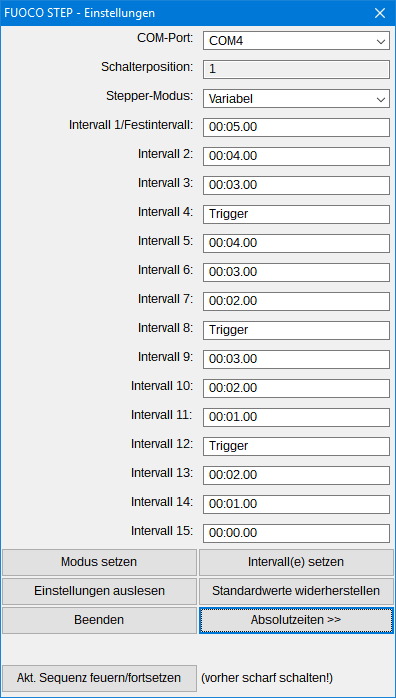 FUOCO STEP - Einstellungen
COM-Port: COM4
Schalterposition: 1
Stepper-Modus: Variabel
Intervall 1/Festintervall: 00:05.00
Intervall 2: 00:04.00
Intervall 3: 00:03.00
Intervall 4: Trigger
Intervall 5: 00:04.00
Intervall 6: 00:03.00
Intervall 7: 00:02.00
Intervall 8: Trigger
Intervall 9: 00:03.00
Intervall 10: 00:02.00
Intervall 11: 00:01.00
Intervall 12: Trigger
Intervall 13: 00:02.00
Intervall 14: 00:01.00
Intervall 15: 00:00.00
Modus setzen Intervall(e) setzen
Einstellungen auslesen Standardwerte widerherstellen
Beenden Absolutzeiten >>
Akt. Sequenz feuern/fortsetzen (vorher scharf schalten!)